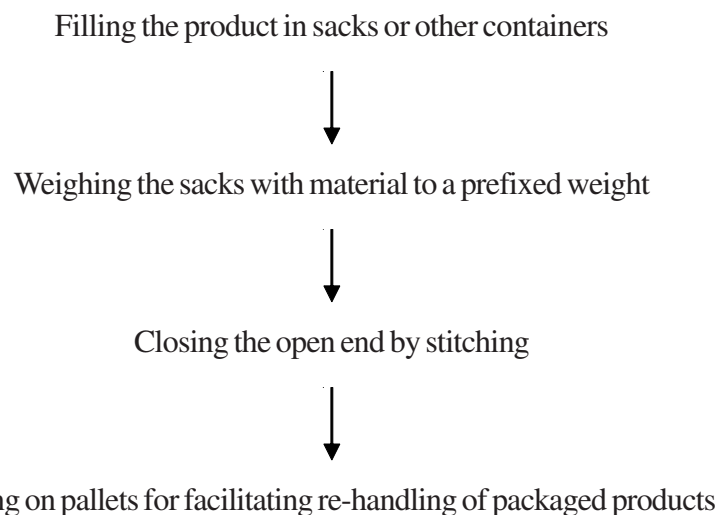 Filling the product in sacks or other containers
Weighing the sacks with material to a prefixed weight
Closing the open end by stitching
on pallets for facilitating re-handling of packaged products